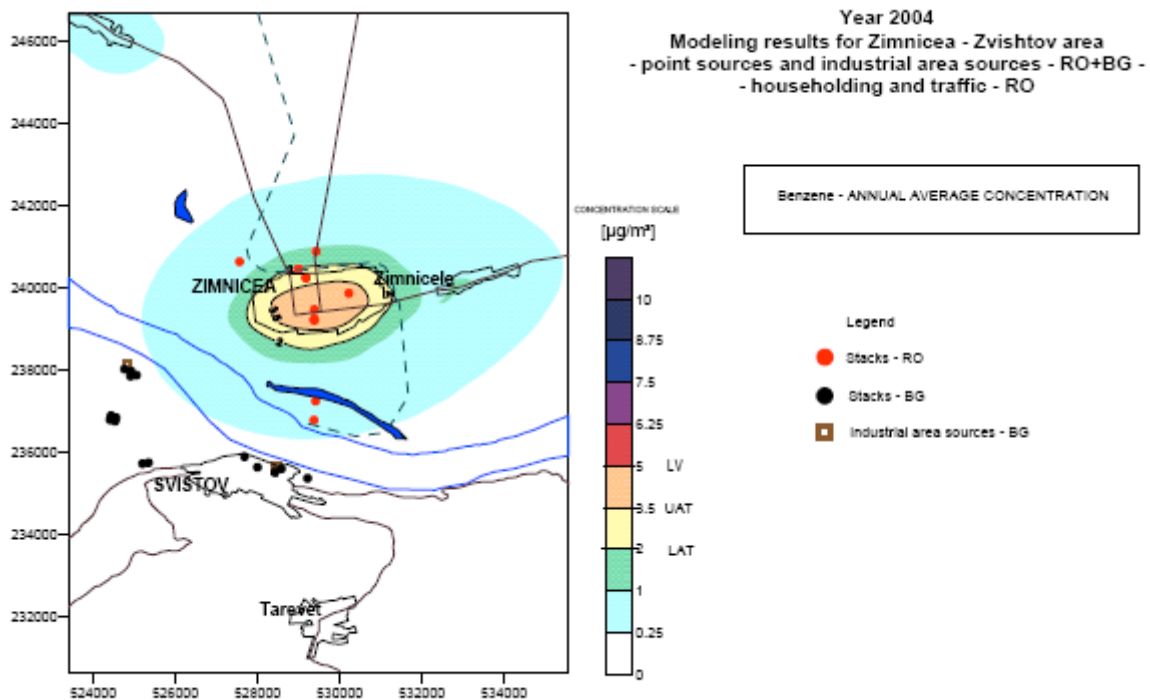 Year 2004
Modeling results for Zimnicea - Zvishtov area
- point sources and industrial area sources - RO+BG -
- householding and traffic - RO
Benzene - ANNUAL AVERAGE CONCENTRATION
CONCENTRATION SCALE
[µg/m³]
10
8.75
7.5
6.25
5 LV
3.5 UAT
2 LAT
1
0.25
0
Legend
Stacks - RO
Stacks - BG
Industrial area sources - BG
246000
244000
242000
240000
238000
236000
234000
232000
524000
526000
528000
530000
532000
534000
ZIMNICEA
Zimnicele
3.5
2
SVISTOV
Tarevet